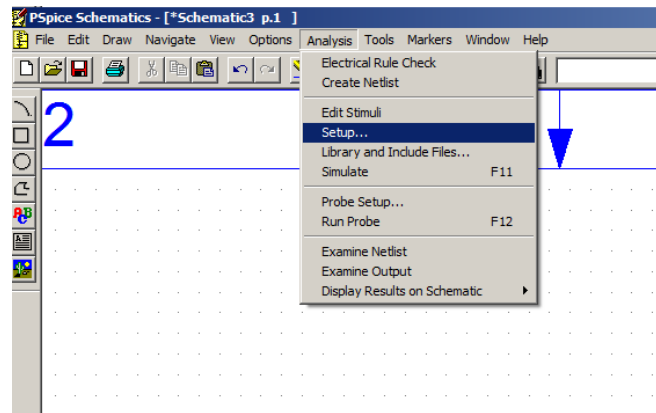 PSpice Schematics - [*Schematic3 p.1 ]
File Edit Draw Navigate View Options Analysis Tools Markers Window Help
Electrical Rule Check
Create Netlist
Edit Stimuli
Setup...
Library and Include Files...
Simulate F11
Probe Setup...
Run Probe F12
Examine Netlist
Examine Output
Display Results on Schematic
2